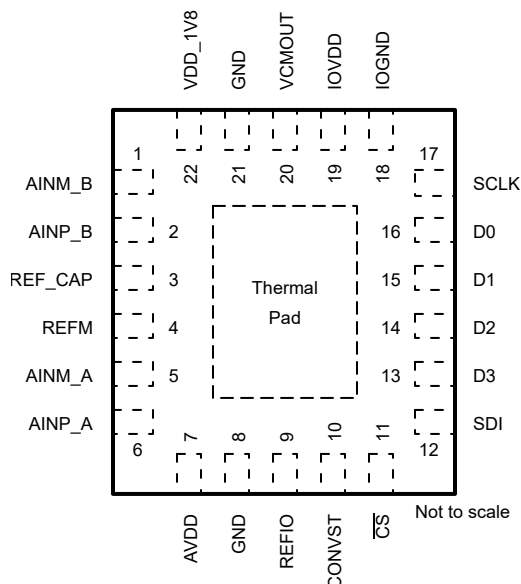 VDD_1V8
GND
VCMOUT
IOVDD
IOGND
22
21
20
19
18
1
AINM_B
AINP_B
2
REF_CAP
3
REFM
4
AINM_A
5
AINP_A
6
Thermal
Pad
17
SCLK
16
D0
15
D1
14
D2
13
D3
SDI
12
7
8
9
10
11
AVDD
GND
REFIO
CONVST
CS
Not to scale